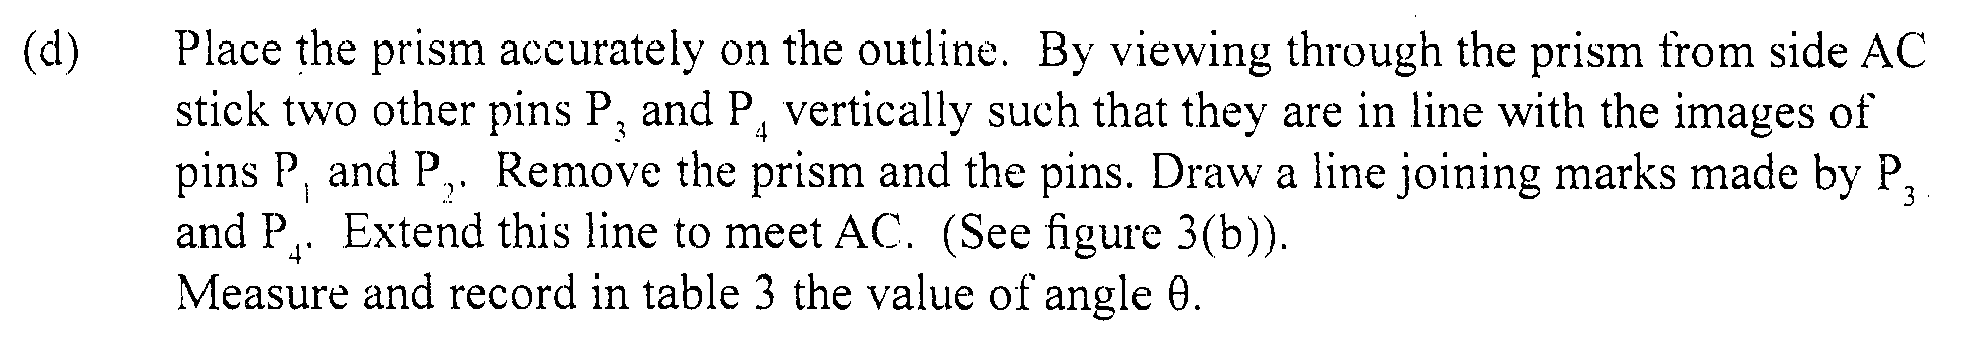 (d) Place the prism accurately on the outline. By viewing through the prism from side AC
stick two other pins P₃ and P₄ vertically such that they are in line with the images of
pins P₁ and P₂. Remove the prism and the pins. Draw a line joining marks made by P₃
and P₄. Extend this line to meet AC. (See figure 3(b)).
Measure and record in table 3 the value of angle θ.